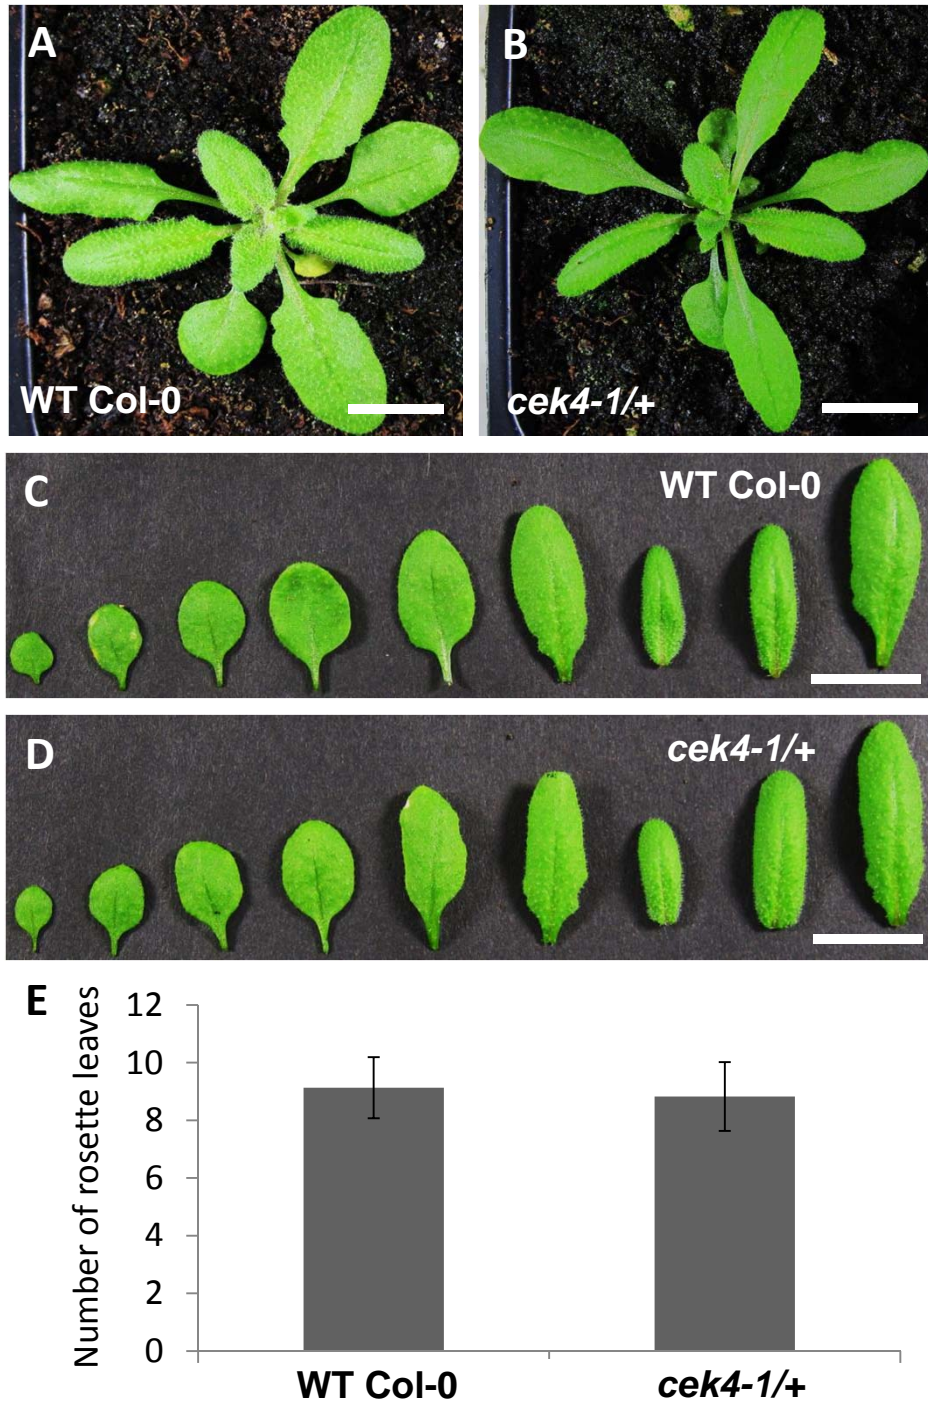 A
B
WT Col-0
cek4-1/+
C
WT Col-0
D
cek4-1/+
E
Number of rosette leaves
12
10
8
6
4
2
0
WT Col-0
cek4-1/+